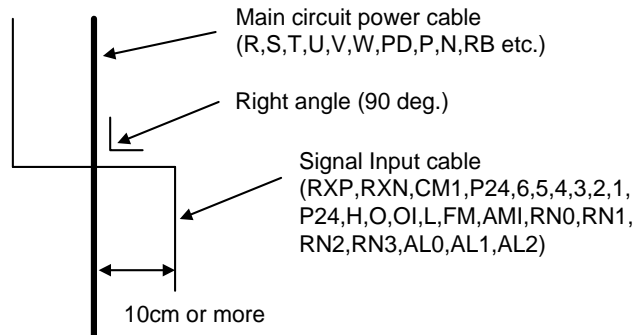 Main circuit power cable
(R,S,T,U,V,W,PD,P,N,RB etc.)
Right angle (90 deg.)
Signal Input cable
(RXP,RXN,CM1,P24,6,5,4,3,2,1,
P24,H,O,OI,L,FM,AMI,RN0,RN1,
RN2,RN3,AL0,AL1,AL2)
10cm or more